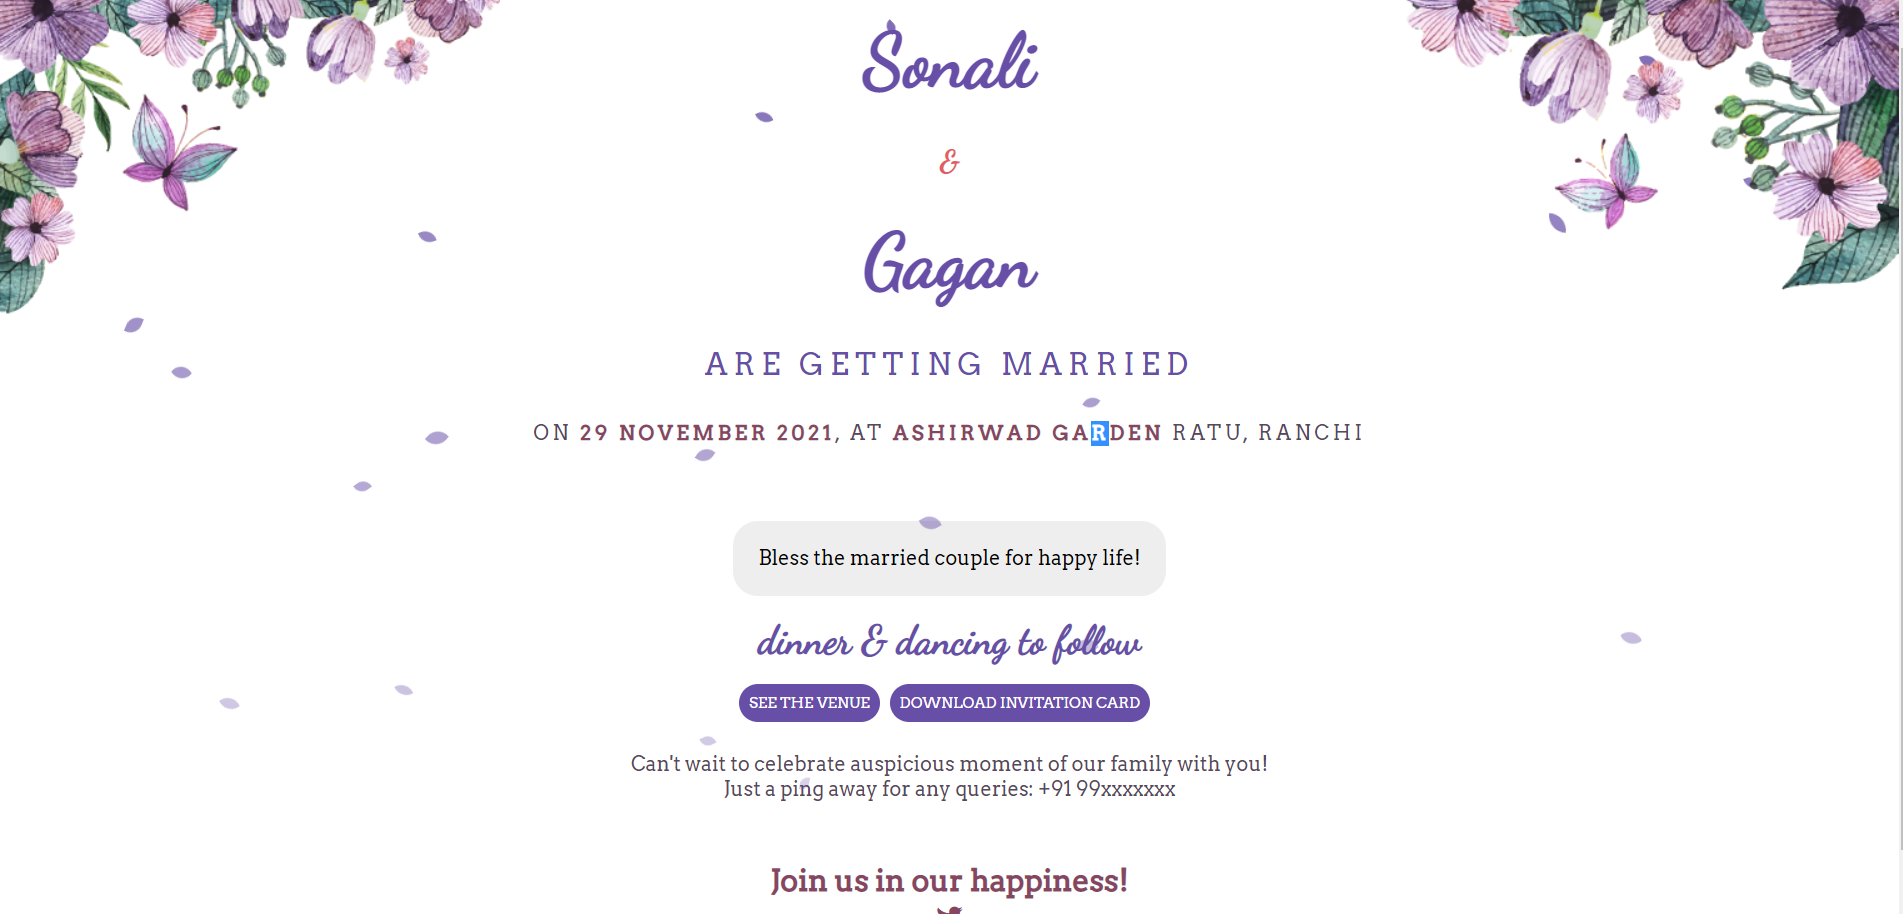 Sonali
&
Gagan
ARE GETTING MARRIED
ON 29 NOVEMBER 2021, AT ASHIRWAD GARDEN RATU, RANCHI
Bless the married couple for happy life!
dinner & dancing to follow
SEE THE VENUE DOWNLOAD INVITATION CARD
Can't wait to celebrate auspicious moment of our family with you!
Just a ping away for any queries: +91 99xxxxxxx
Join us in our happiness!